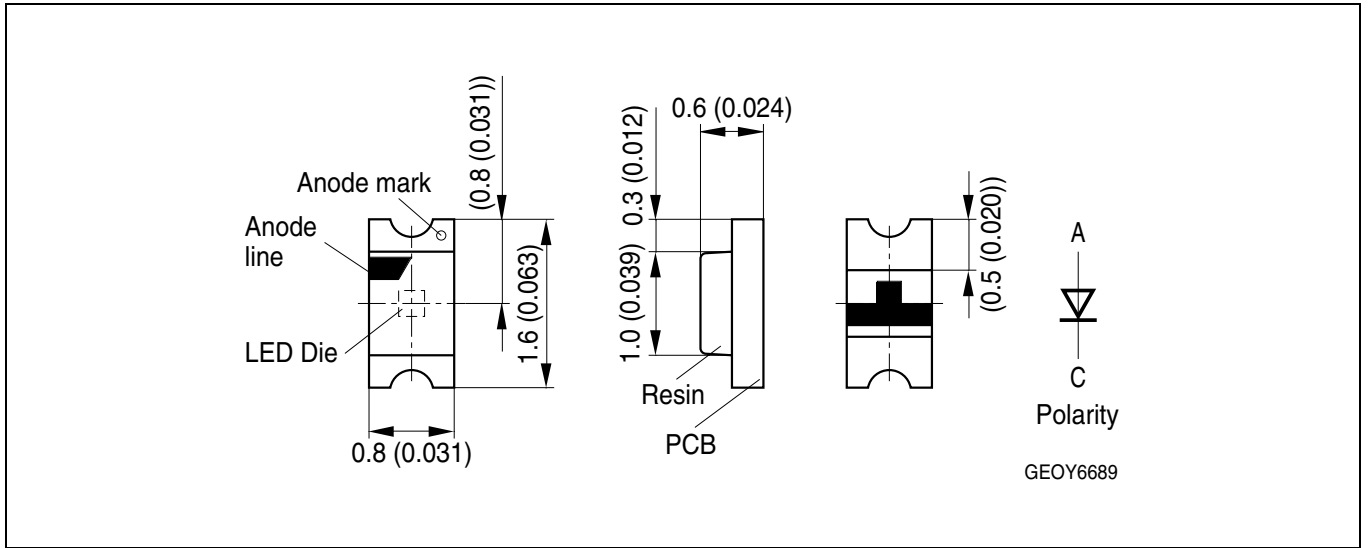 Anode mark
Anode
line
LED Die
0.8 (0.031)
(0.8 (0.031))
1.6 (0.063)
0.6 (0.024)
0.3 (0.012)
1.0 (0.039)
Resin
PCB
(0.5 (0.020))
A
C
Polarity
GEOY6689